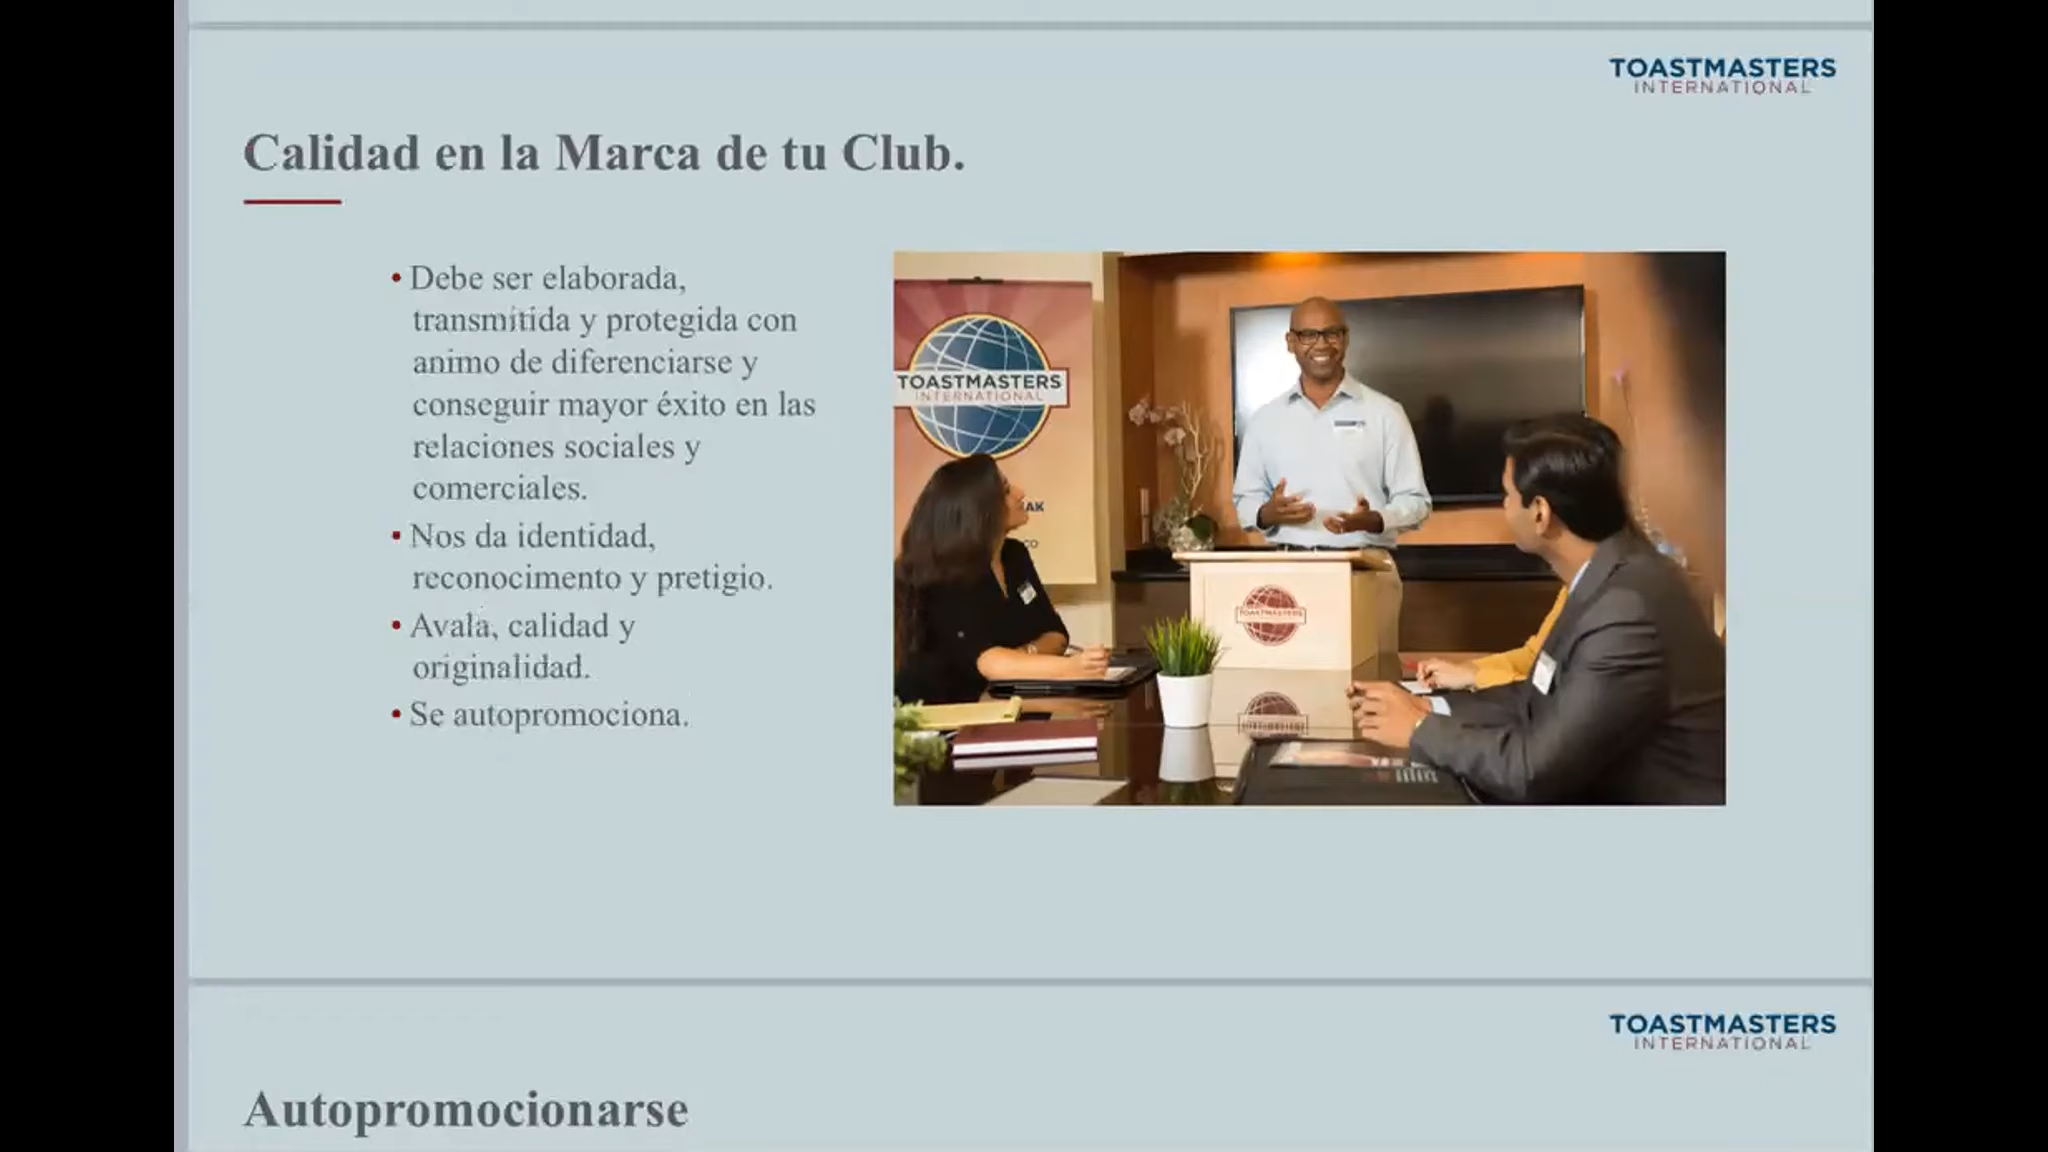 TOASTMASTERS
INTERNATIONAL
Calidad en la Marca de tu Club.
• Debe ser elaborada,
transmitida y protegida con
animo de diferenciarse y
conseguir mayor éxito en las
relaciones sociales y
comerciales.
• Nos da identidad,
reconocimento y pretigio.
• Avala, calidad y
originalidad.
• Se autopromociona.
TOASTMASTERS
INTERNATIONAL
TOASTMASTERS
TOASTMASTERS
INTERNATIONAL
Autopromocionarse